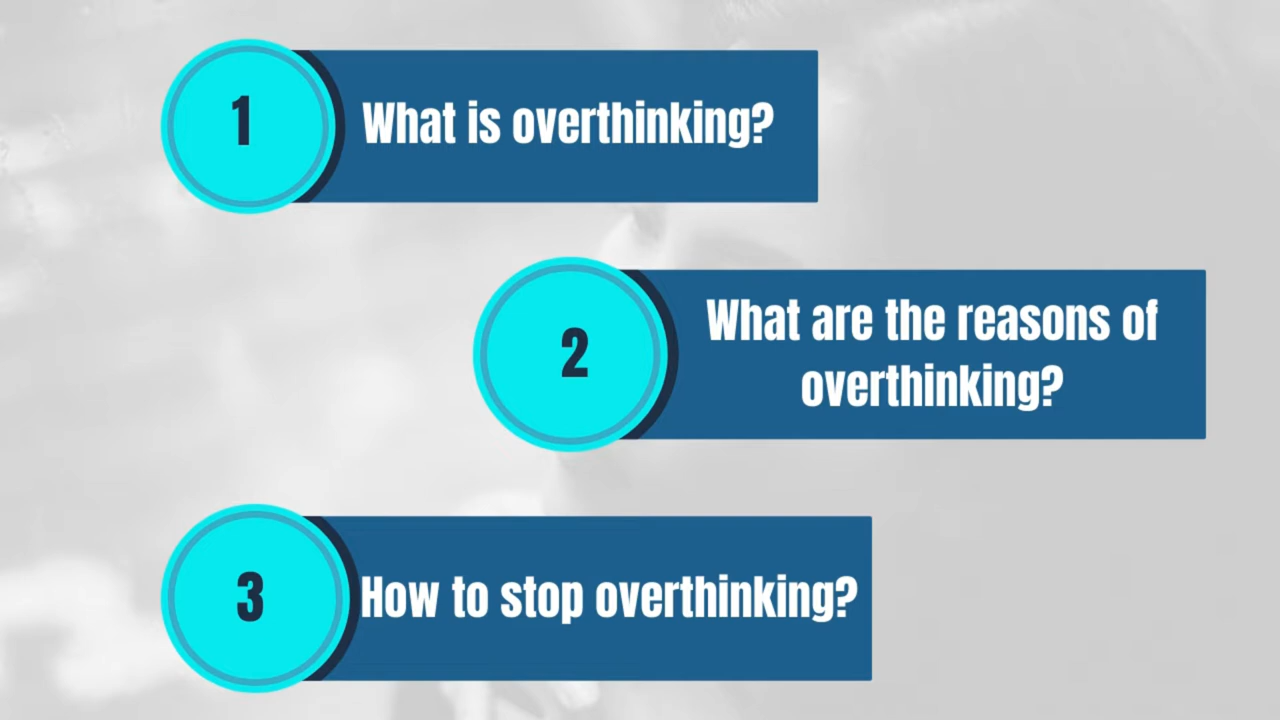 1
What is overthinking?
2
What are the reasons of
overthinking?
3
How to stop overthinking?